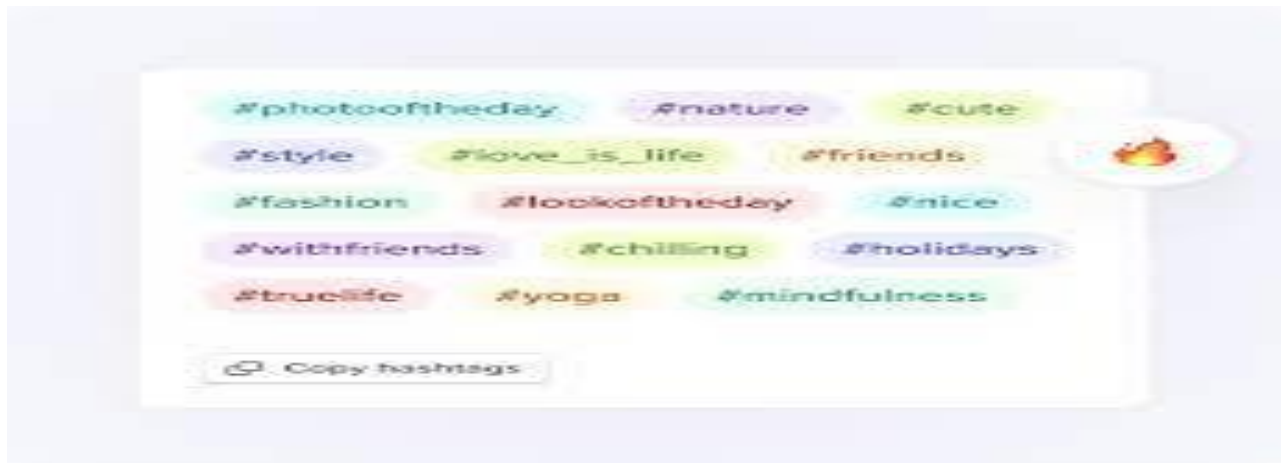 #photooftheday #nature #cute
#style #love_is_life #friends
#fashion #lookoftheday #nice
#withfriends #chilling #holidays
#truelife #yoga #mindfulness
Copy hashtags